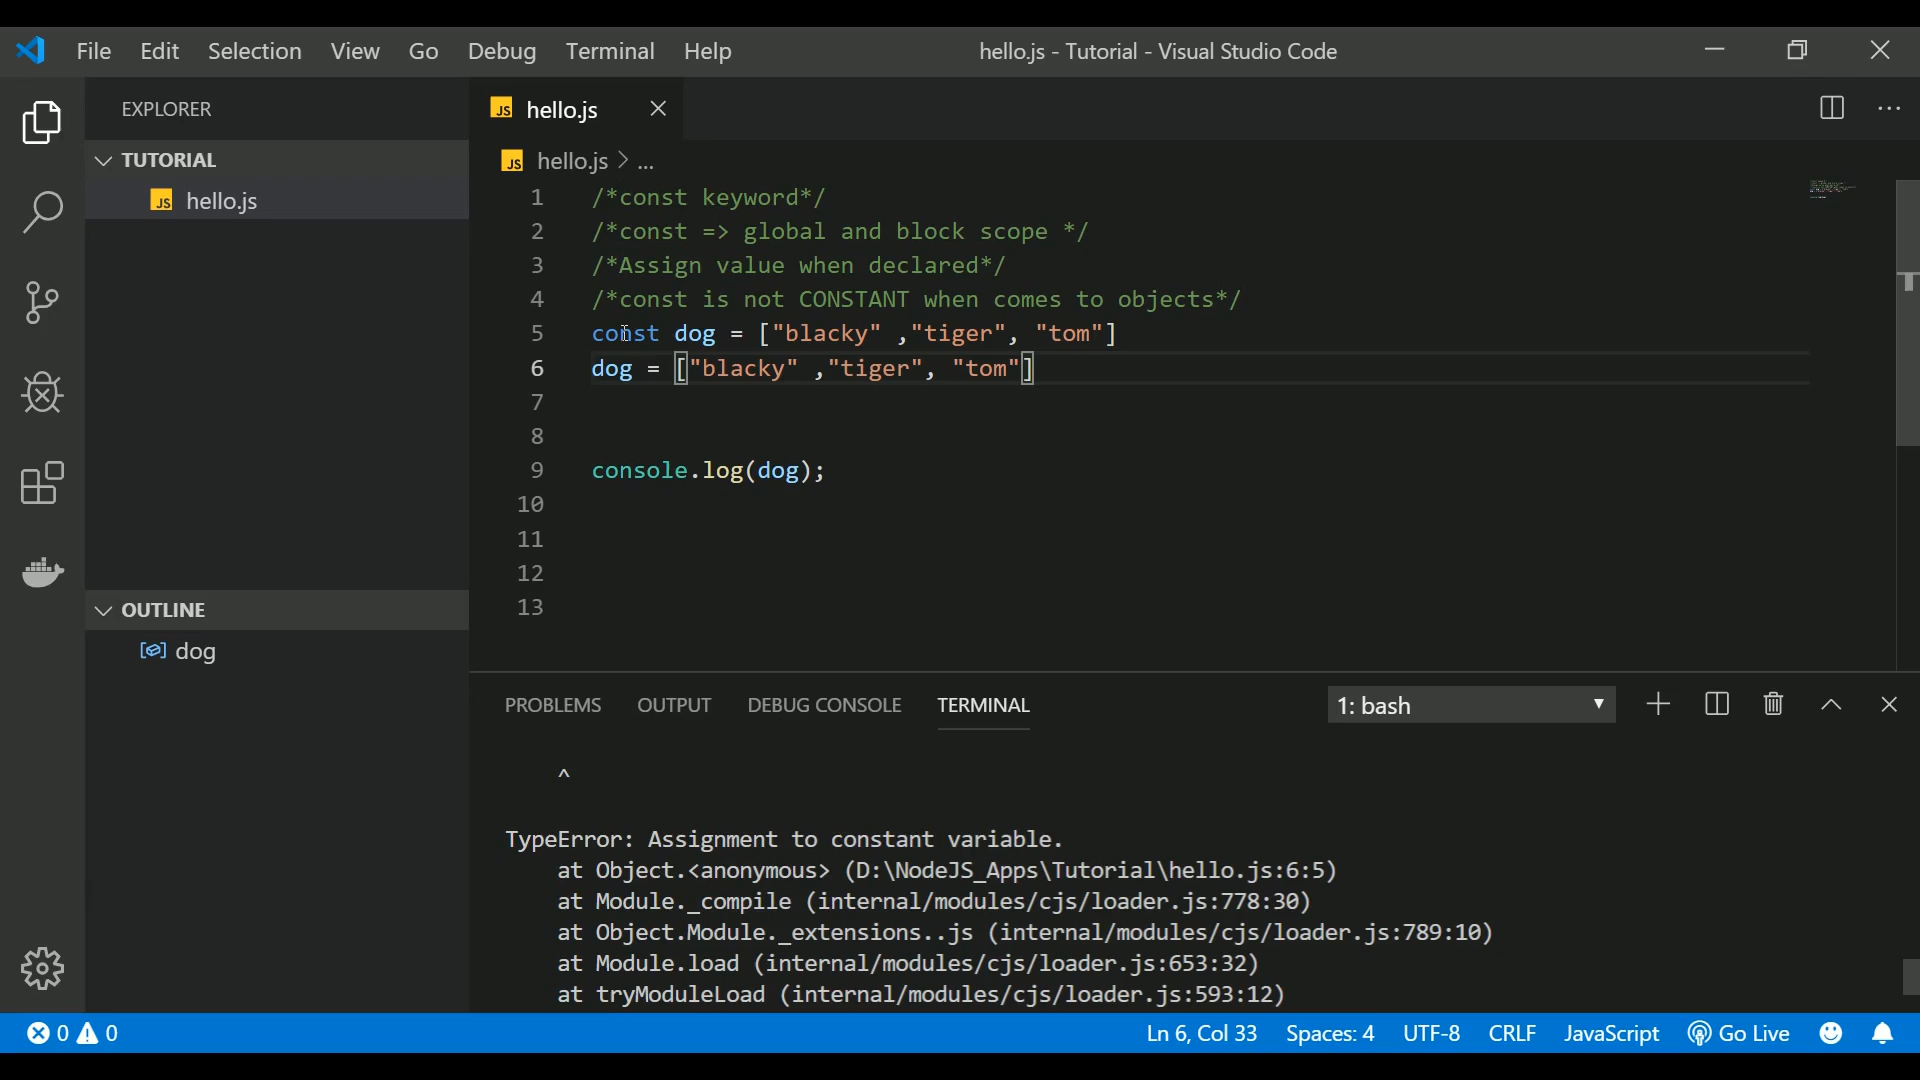 File Edit Selection View Go Debug Terminal Help hello.js - Tutorial - Visual Studio Code
EXPLORER
TUTORIAL
JS hello.js
OUTLINE
dog
JS hello.js
JS hello.js > ...
1 /*const keyword*/
2 /*const => global and block scope */
3 /*Assign value when declared*/
4 /*const is not CONSTANT when comes to objects*/
5 const dog = ["blacky" ,"tiger", "tom"]
6 dog = ["blacky" ,"tiger", "tom"]
7
8
9 console.log(dog);
10
11
12
13
PROBLEMS OUTPUT DEBUG CONSOLE TERMINAL 1: bash
^
TypeError: Assignment to constant variable.
at Object.<anonymous> (D:\NodeJS_Apps\Tutorial\hello.js:6:5)
at Module._compile (internal/modules/cjs/loader.js:778:30)
at Object.Module._extensions..js (internal/modules/cjs/loader.js:789:10)
at Module.load (internal/modules/cjs/loader.js:653:32)
at tryModuleLoad (internal/modules/cjs/loader.js:593:12)
0 0 Ln 6, Col 33 Spaces: 4 UTF-8 CRLF JavaScript Go Live